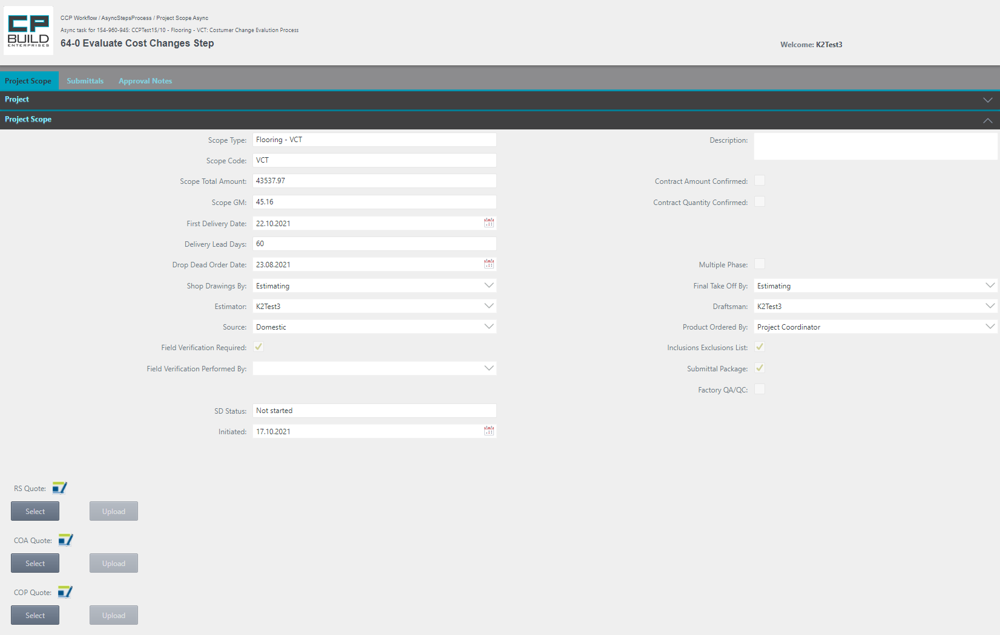 CP
BUILD
ENTERPRISES
CCP Workflow / AsyncStepsProcess / Project Scope Async
Async task for 154-960-945: CCPTest15/10 - Flooring - VCT: Costumer Change Evalution Process
64-0 Evaluate Cost Changes Step
Welcome: K2Test3
Project Scope Submittals Approval Notes
Project
Project Scope
Scope Type: Flooring - VCT Description:
Scope Code: VCT
Scope Total Amount: 43537.97 Contract Amount Confirmed:
Scope GM: 45.16 Contract Quantity Confirmed:
First Delivery Date: 22.10.2021
Delivery Lead Days: 60
Drop Dead Order Date: 23.08.2021 Multiple Phase:
Shop Drawings By: Estimating Final Take Off By: Estimating
Estimator: K2Test3 Draftsman: K2Test3
Source: Domestic Product Ordered By: Project Coordinator
Field Verification Required: Inclusions Exclusions List:
Field Verification Performed By: Submittal Package:
Factory QA/QC:
SD Status: Not started
Initiated: 17.10.2021
RS Quote:
Select Upload
COA Quote:
Select Upload
COP Quote:
Select Upload